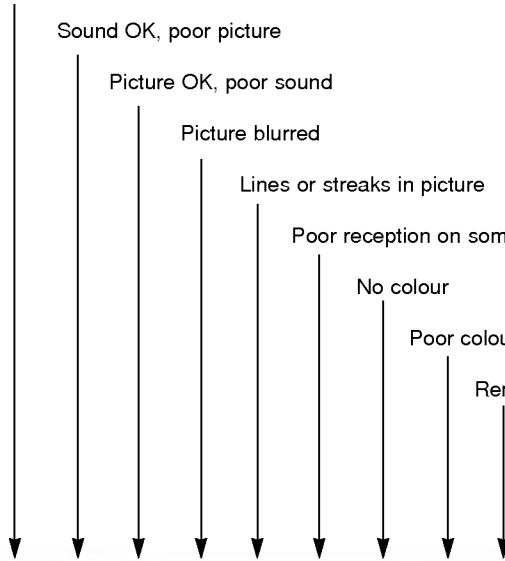 Sound OK, poor picture
Picture OK, poor sound
Picture blurred
Lines or streaks in picture
Poor reception on som
No colour
Poor colou
Rem